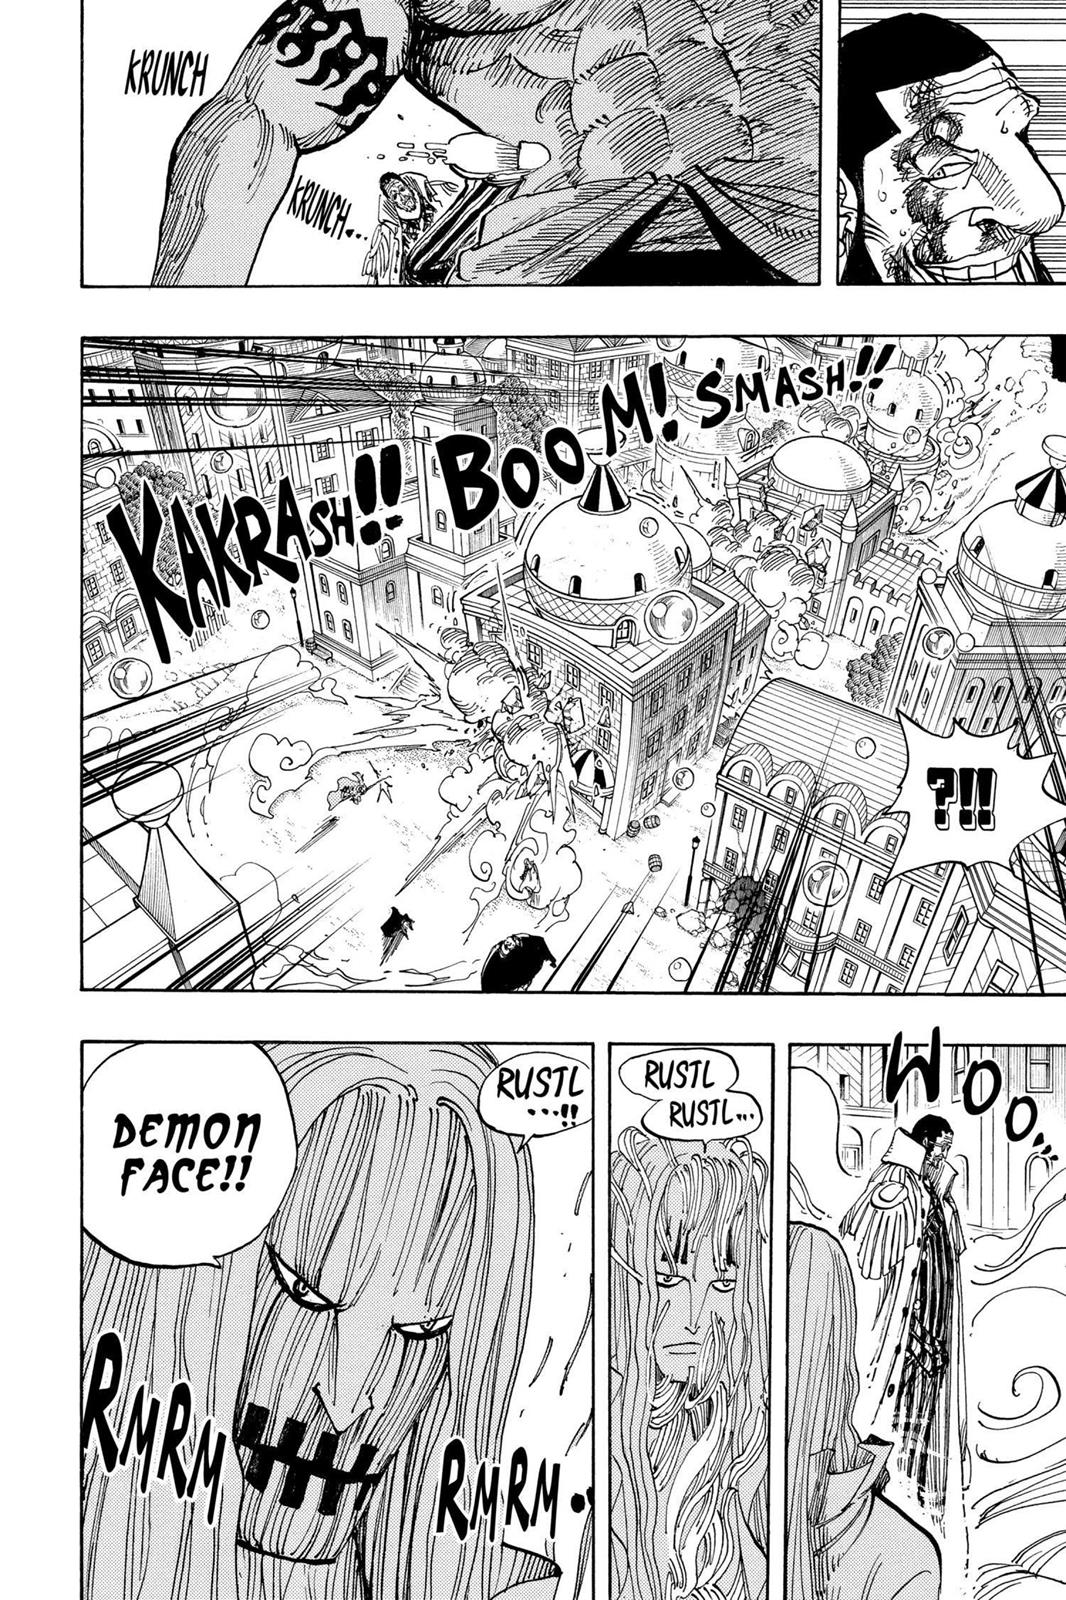 KRUNCH
KRUNCH...
KAKRASH!!
BOOM!
SMASH!!
?!!
WOO...
RUSTL
RUSTL...
RUSTL
...!!
DEMON
FACE!!
RMRM
RMRM..